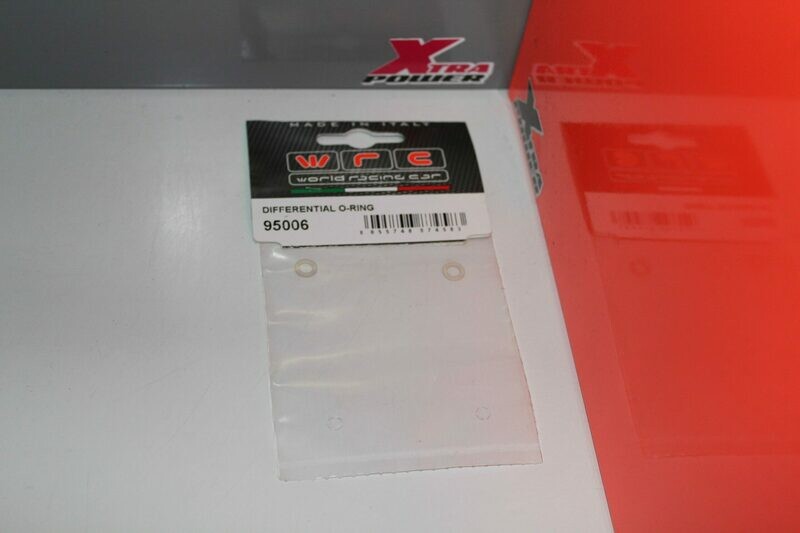 XTRA
POWER
MADE IN ITALY
wrc
world racing car
DIFFERENTIAL O-RING
95006